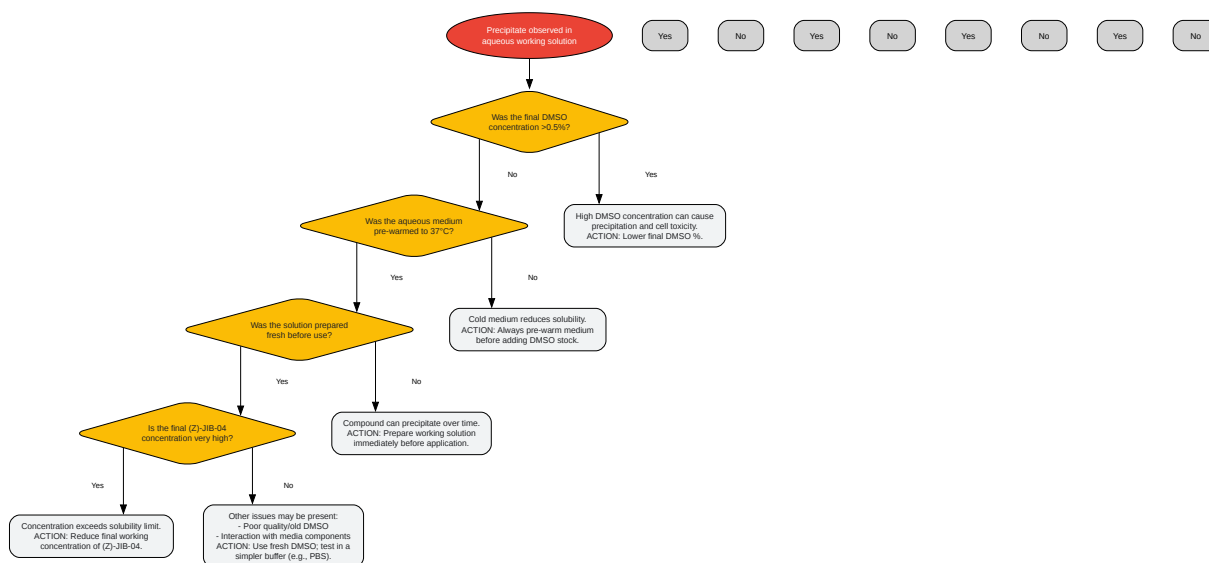 Precipitate observed in
aqueous working solution
Yes
No
Yes
No
Yes
No
Yes
No
Was the final DMSO
concentration >0.5%?
No
Yes
High DMSO concentration can cause
precipitation and cell toxicity.
ACTION: Lower final DMSO %.
Was the aqueous medium
pre-warmed to 37°C?
Yes
No
Cold medium reduces solubility.
ACTION: Always pre-warm medium
before adding DMSO stock.
Was the solution prepared
fresh before use?
Yes
No
Compound can precipitate over time.
ACTION: Prepare working solution
immediately before application.
Is the final (Z)-JIB-04
concentration very high?
Yes
No
Concentration exceeds solubility limit.
ACTION: Reduce final working
concentration of (Z)-JIB-04.
Other issues may be present:
- Poor quality/old DMSO
- Interaction with media components
ACTION: Use fresh DMSO; test in a
simpler buffer (e.g., PBS).